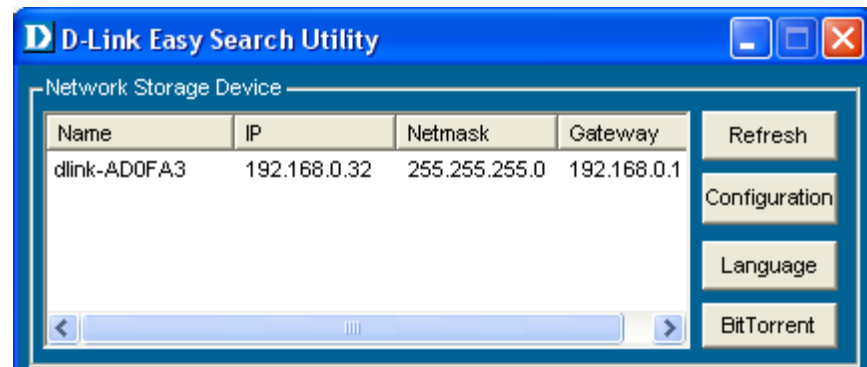 D D-Link Easy Search Utility
Network Storage Device
Name IP Netmask Gateway
dlink-AD0FA3 192.168.0.32 255.255.255.0 192.168.0.1
Refresh
Configuration
Language
BitTorrent